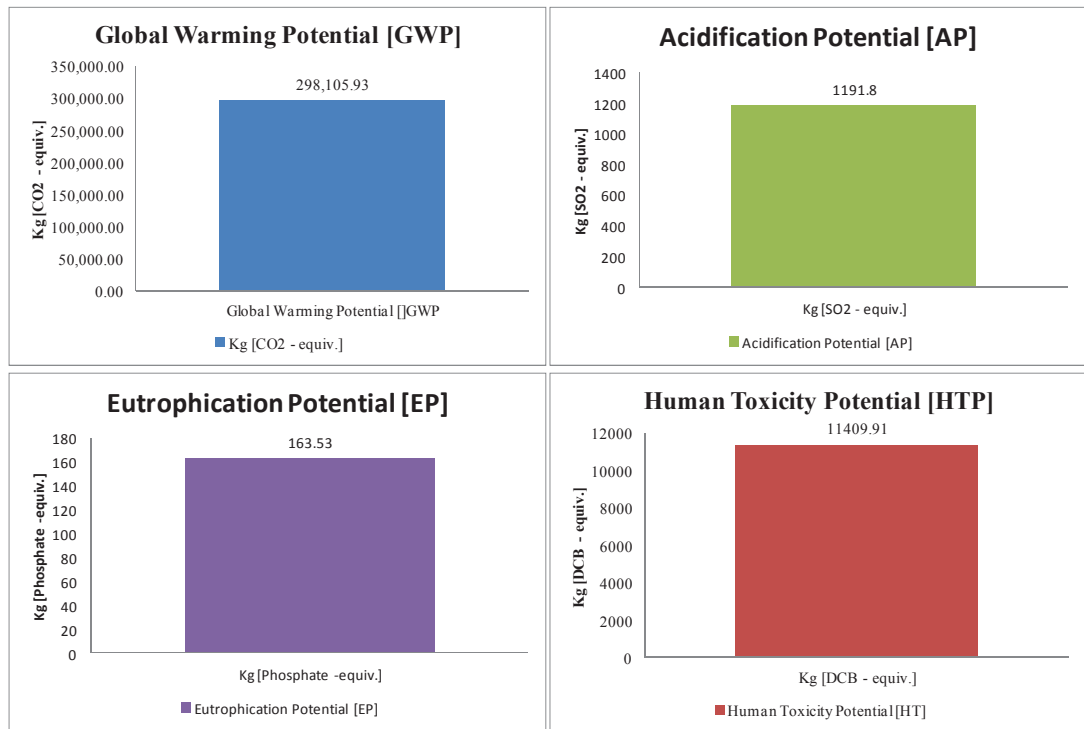 Global Warming Potential [GWP]
350,000.00
300,000.00
250,000.00
200,000.00
150,000.00
100,000.00
50,000.00
0.00
Kg [CO2 - equiv.]
298,105.93
Global Warming Potential []GWP
Kg [CO2 - equiv.]
Acidification Potential [AP]
1400
1200
1000
800
600
400
200
0
Kg [SO2 - equiv.]
1191.8
Kg [SO2 - equiv.]
Acidification Potential [AP]
Eutrophication Potential [EP]
180
160
140
120
100
80
60
40
20
0
Kg [Phosphate -equiv.]
163.53
Kg [Phosphate -equiv.]
Eutrophication Potential [EP]
Human Toxicity Potential [HTP]
12000
10000
8000
6000
4000
2000
0
Kg [DCB - equiv.]
11409.91
Kg [DCB - equiv.]
Human Toxicity Potential [HT]